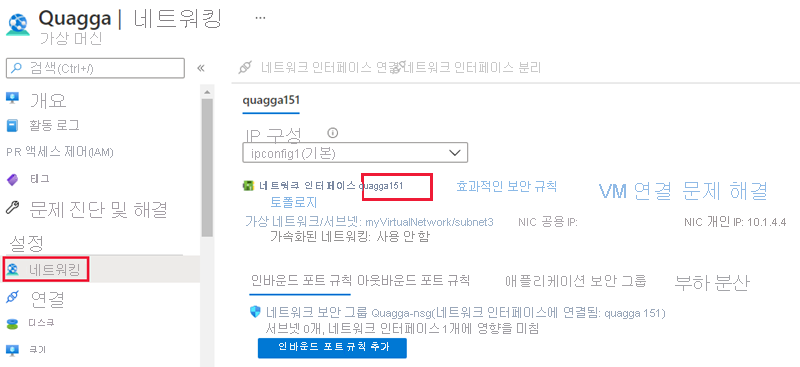 Quagga | 네트워킹 ...
가상 머신
검색(Ctrl+/) «
개요
활동 로그
PR 액세스 제어(IAM)
태그
문제 진단 및 해결
설정
네트워킹
연결
디스크
크기
네트워크 인터페이스 연결 네트워크 인터페이스 분리
quagga151
IP 구성
ipconfig1(기본)
네트워크 인터페이스 quagga151 효과적인 보안 규칙 VM 연결 문제 해결
토폴로지
가상 네트워크/서브넷: myVirtualNetwork/subnet3 NIC 공용 IP: NIC 개인 IP: 10.1.4.4
가속화된 네트워킹: 사용 안 함
인바운드 포트 규칙 아웃바운드 포트 규칙 애플리케이션 보안 그룹 부하 분산
네트워크 보안 그룹 Quagga-nsg(네트워크 인터페이스에 연결됨: quagga 151)
서브넷 0개, 네트워크 인터페이스 1개에 영향을 미침
인바운드 포트 규칙 추가